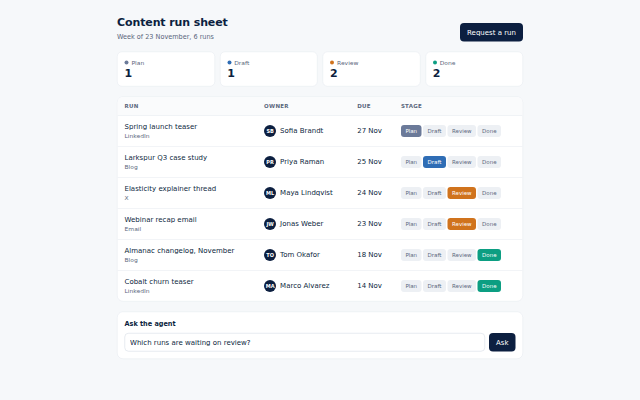 Content run sheet
Week of 23 November, 6 runs
Request a run
Plan
1
Draft
1
Review
2
Done
2
RUN OWNER DUE STAGE
Spring launch teaser
LinkedIn
SB Sofia Brandt 27 Nov Plan Draft Review Done
Larkspur Q3 case study
Blog
PR Priya Raman 25 Nov Plan Draft Review Done
Elasticity explainer thread
X
ML Maya Lindqvist 24 Nov Plan Draft Review Done
Webinar recap email
Email
JW Jonas Weber 23 Nov Plan Draft Review Done
Almanac changelog, November
Blog
TO Tom Okafor 18 Nov Plan Draft Review Done
Cobalt churn teaser
LinkedIn
MA Marco Alvarez 14 Nov Plan Draft Review Done
Ask the agent
Which runs are waiting on review?
Ask